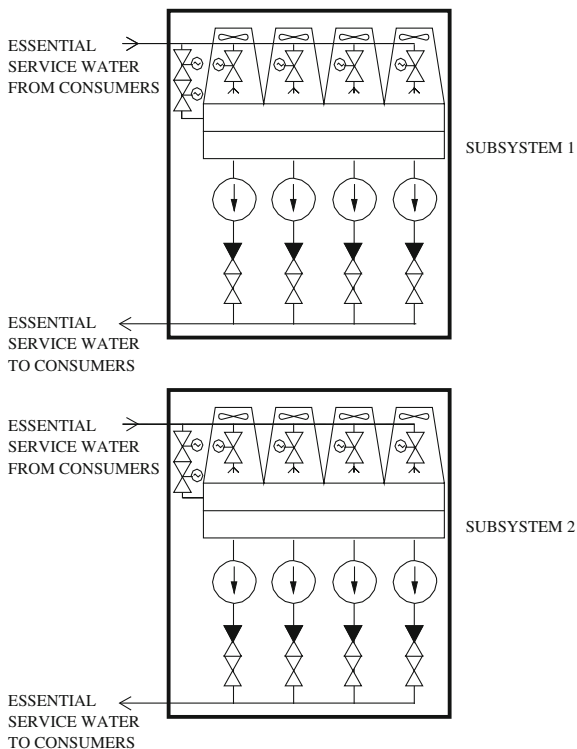 ESSENTIAL
SERVICE WATER
FROM CONSUMERS
SUBSYSTEM 1
ESSENTIAL
SERVICE WATER
TO CONSUMERS
ESSENTIAL
SERVICE WATER
FROM CONSUMERS
SUBSYSTEM 2
ESSENTIAL
SERVICE WATER
TO CONSUMERS